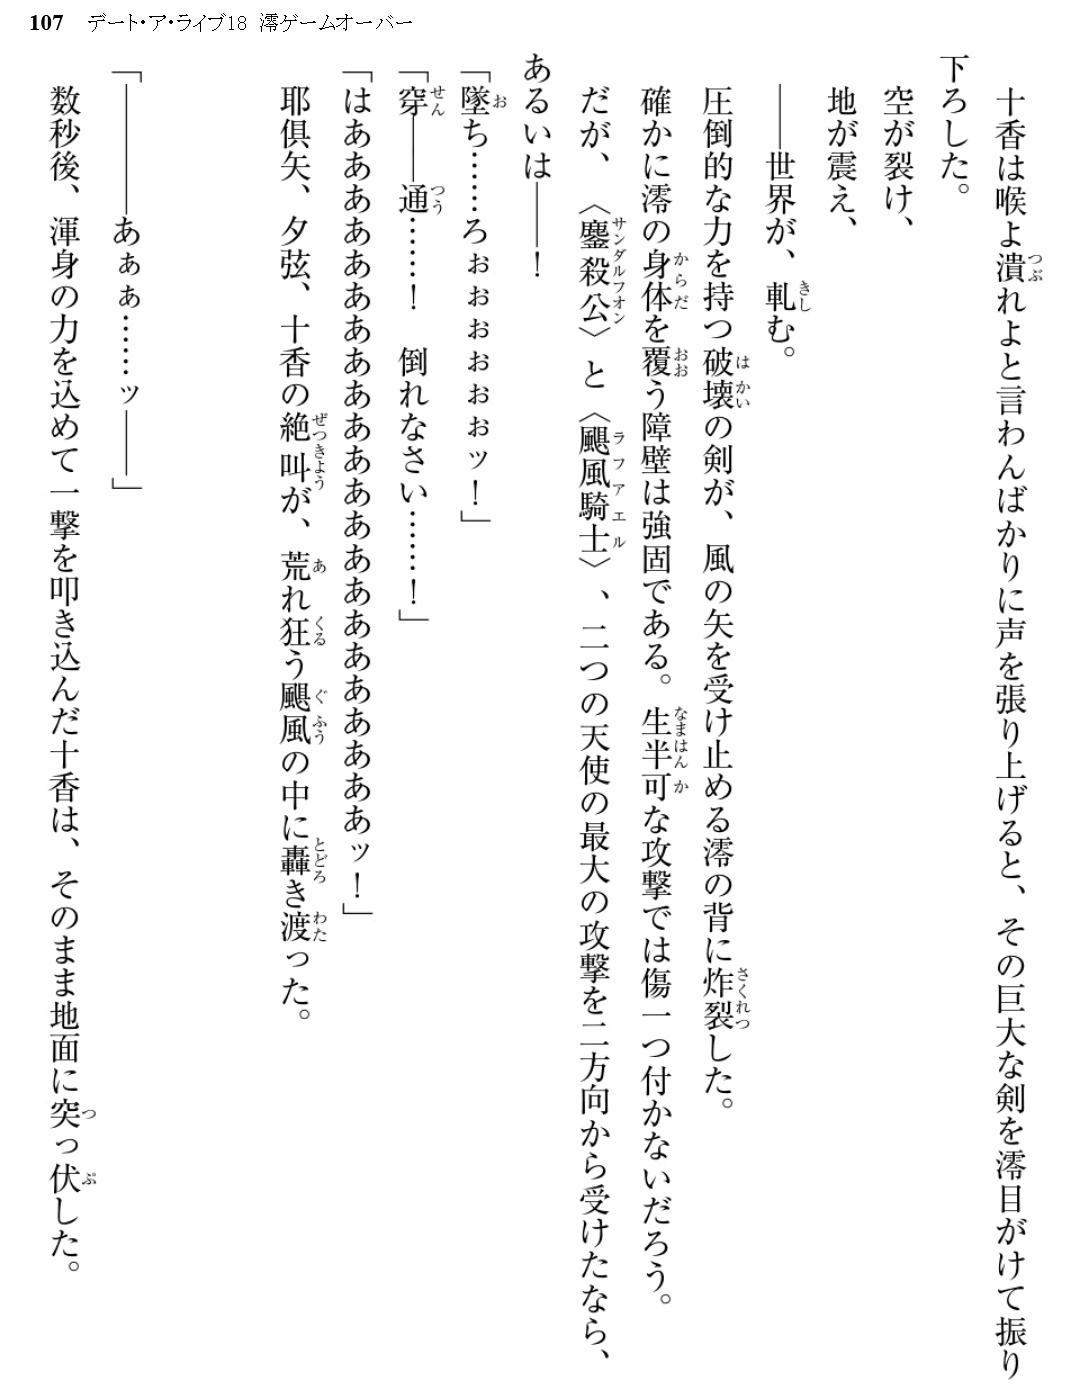 107 デート・ア・ライブ18 澪ゲームオーバー
十香は喉よ潰れよと言わんばかりに声を張り上げると、その巨大な剣を澪目がけて振り
下ろした。
空が裂け、
地が震え、
――世界が、軋む。
圧倒的な力を持つ破壊の剣が、風の矢を受け止める澪の背に炸裂した。
確かに澪の身体を覆う障壁は強固である。生半可な攻撃では傷一つ付かないだろう。
だが、〈鏖殺公〉と〈颶風騎士〉、二つの天使の最大の攻撃を二方向から受けたなら、
あるいは――！
「墜ち……ろぉぉぉぉぉぉッ！」
「穿――通……！　倒れなさい……！」
「はああああああああああああああああああああああッ！」
耶倶矢、夕弦、十香の絶叫が、荒れ狂う颶風の中に轟き渡った。
「――――あぁぁ……ッ――」
数秒後、渾身の力を込めて一撃を叩き込んだ十香は、そのまま地面に突っ伏した。